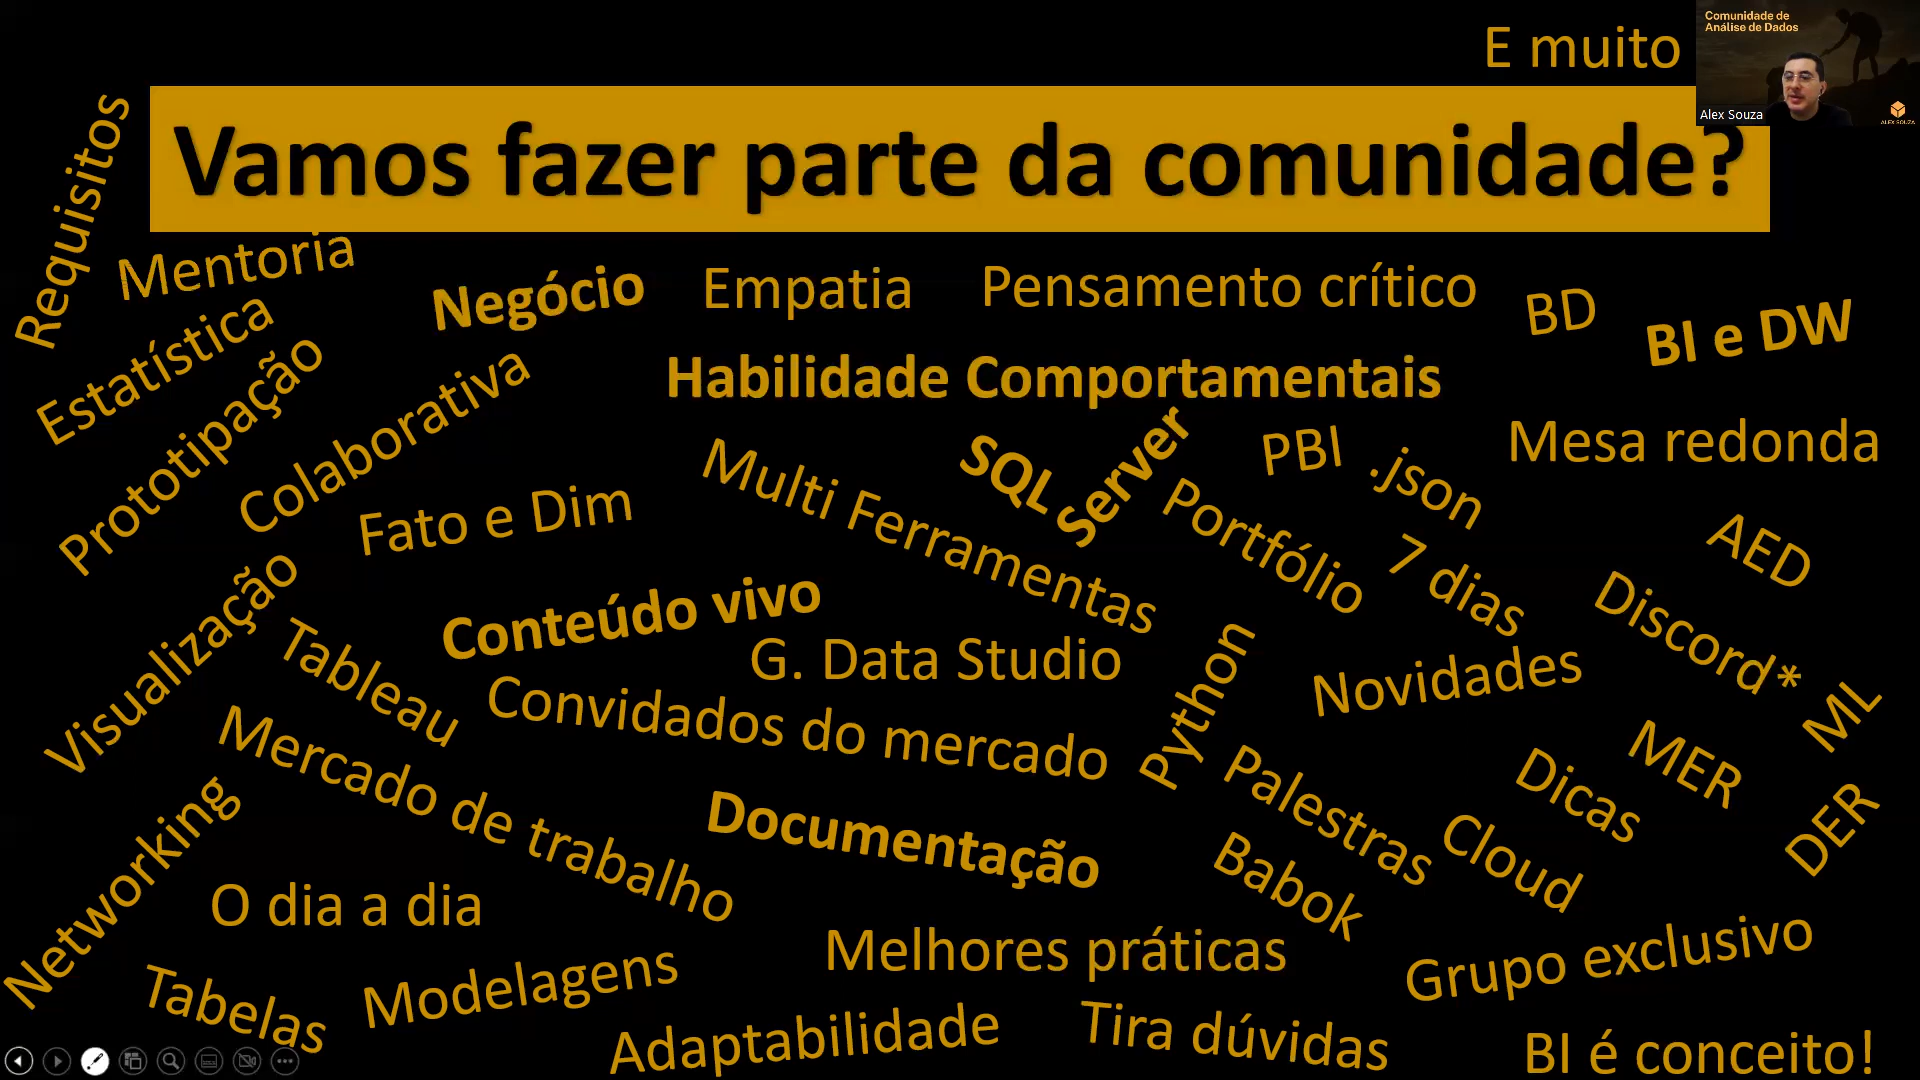 E muito
Comunidade de
Análise de Dados
Alex Souza
ALEX SOUZA
Vamos fazer parte da comunidade?
Requisitos
Mentoria
Negócio
Empatia
Pensamento crítico
BD
BI e DW
Estatística
Habilidade Comportamentais
Prototipação
Colaborativa
SQL
Server
PBI
.json
Mesa redonda
Fato e Dim
Multi Ferramentas
Portfólio
7 dias
AED
Discord*
Visualização
Tableau
Conteúdo vivo
G. Data Studio
Python
Novidades
ML
Convidados do mercado
MER
Mercado de trabalho
Documentação
Palestras
Dicas
DER
Networking
Babok
Cloud
O dia a dia
Melhores práticas
Grupo exclusivo
Tabelas
Modelagens
Adaptabilidade
Tira dúvidas
BI é conceito!